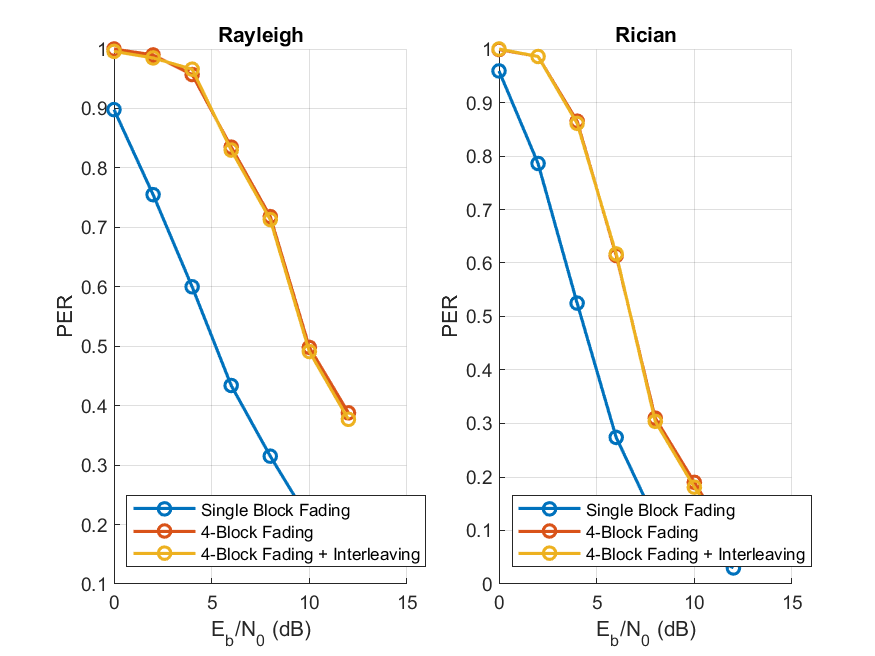 Rayleigh
1
0.9
0.8
0.7
0.6
0.5
0.4
0.3
0.2
0.1
PER
0
5
10
15
E_b/N_0 (dB)
Single Block Fading
4-Block Fading
4-Block Fading + Interleaving
Rician
1
0.9
0.8
0.7
0.6
0.5
0.4
0.3
0.2
0.1
0
PER
0
5
10
15
E_b/N_0 (dB)
Single Block Fading
4-Block Fading
4-Block Fading + Interleaving